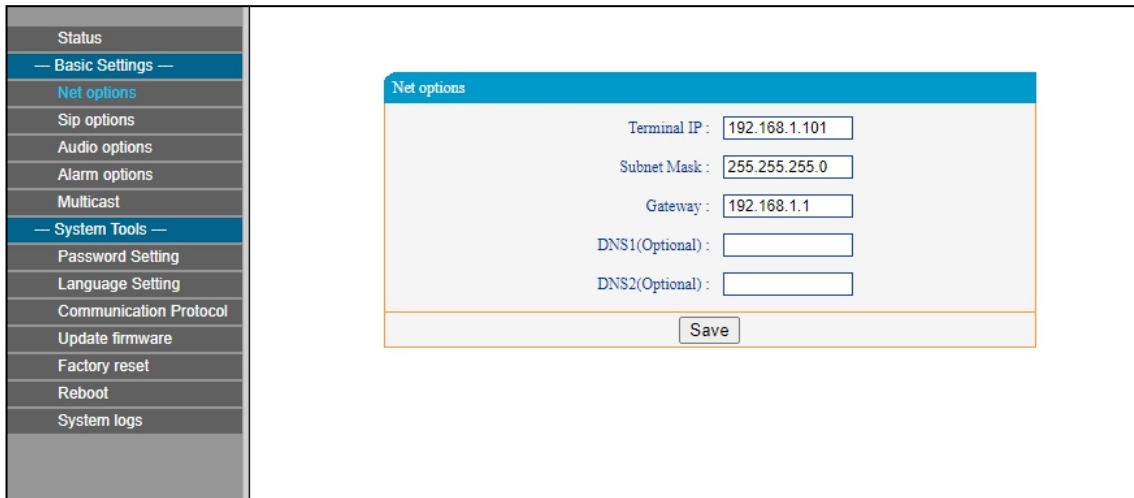 Status
--- Basic Settings ---
Net options
Sip options
Audio options
Alarm options
Multicast
--- System Tools ---
Password Setting
Language Setting
Communication Protocol
Update firmware
Factory reset
Reboot
System logs
Net options
Terminal IP : 192.168.1.101
Subnet Mask : 255.255.255.0
Gateway : 192.168.1.1
DNS1(Optional) :
DNS2(Optional) :
Save